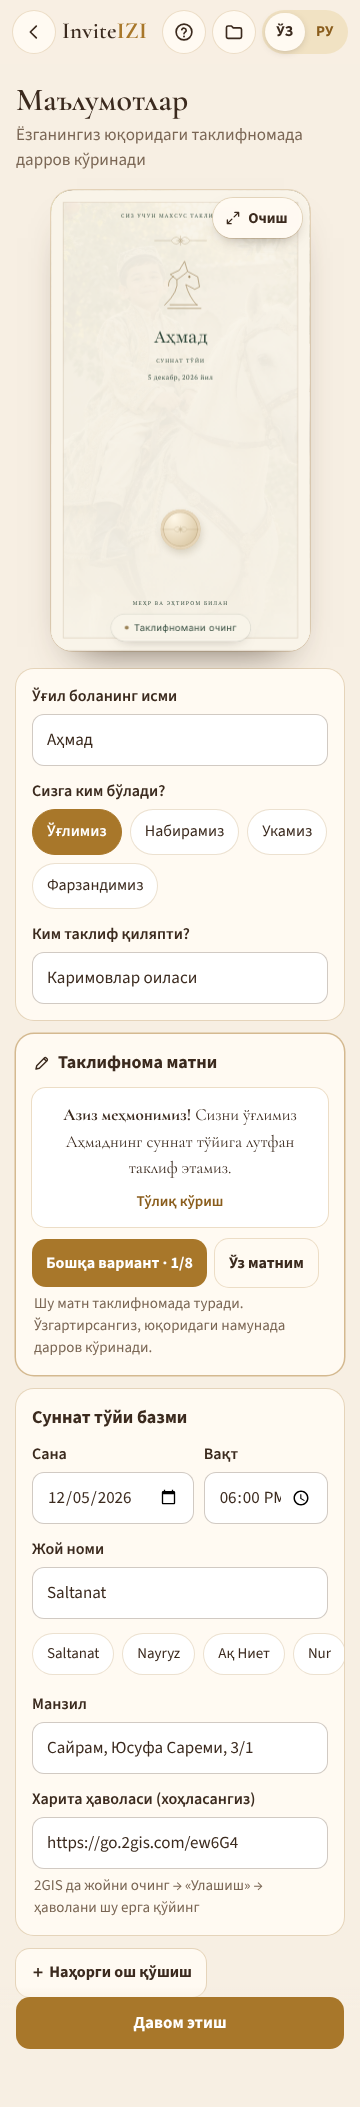 InviteIZI
ЎЗ
РУ
Маълумотлар
Ёзганингиз юқоридаги таклифномада
дарров кўринади
СИЗ УЧУН МАХСУС
Очиш
Аҳмад
СУННАТ ТЎЙИ
5 декабр, 2026 йил
МЕҲР ВА ЭҲТИРОМ БИЛАН
Таклифномани очинг
Ўғил боланинг исми
Аҳмад
Сизга ким бўлади?
Ўғлимиз
Набирамиз
Укамиз
Фарзандимиз
Ким таклиф қиляпти?
Каримовлар оиласи
Таклифнома матни
Азиз меҳмонимиз! Сизни ўғлимиз
Аҳмаднинг суннат тўйига лутфан
таклиф этамиз.
Тўлиқ кўриш
Бошқа вариант · 1/8
Ўз матним
Шу матн таклифномада туради.
Ўзгартирсангиз, юқоридаги намунада
дарров кўринади.
Суннат тўйи базми
Сана
Вақт
12/05/2026
06:00 PM
Жой номи
Saltanat
Saltanat
Nayryz
Ақ Ниет
Nur
Манзил
Сайрам, Юсуфа Сареми, 3/1
Харита ҳаволаси (хоҳласангиз)
https://go.2gis.com/ew6G4
2GIS да жойни очинг → «Улашиш» →
ҳаволани шу ерга қўйинг
+ Наҳорги ош қўшиш
Давом этиш